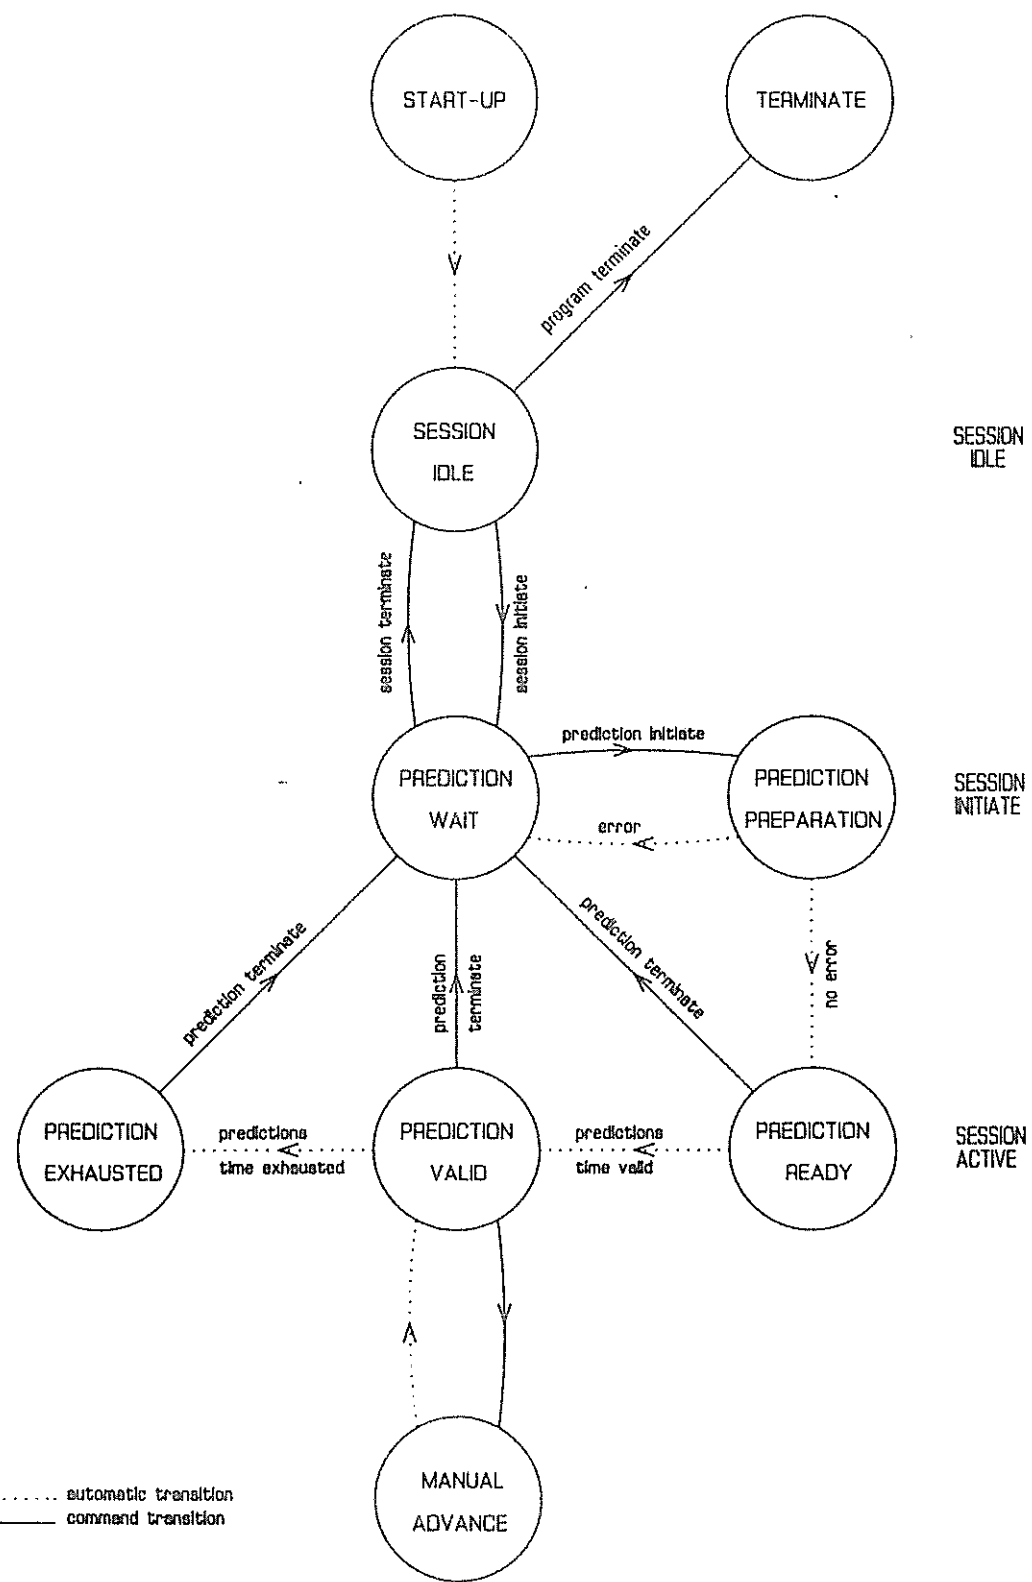 START-UP
TERMINATE
program terminate
SESSION
IDLE
SESSION
IDLE
session terminate
session initiate
prediction initiate
PREDICTION
WAIT
PREDICTION
PREPARATION
SESSION
INITIATE
error
prediction terminate
prediction
terminate
prediction terminate
no error
PREDICTION
EXHAUSTED
predictions
time exhausted
PREDICTION
VALID
predictions
time valid
PREDICTION
READY
SESSION
ACTIVE
MANUAL
ADVANCE
automatic transition
command transition